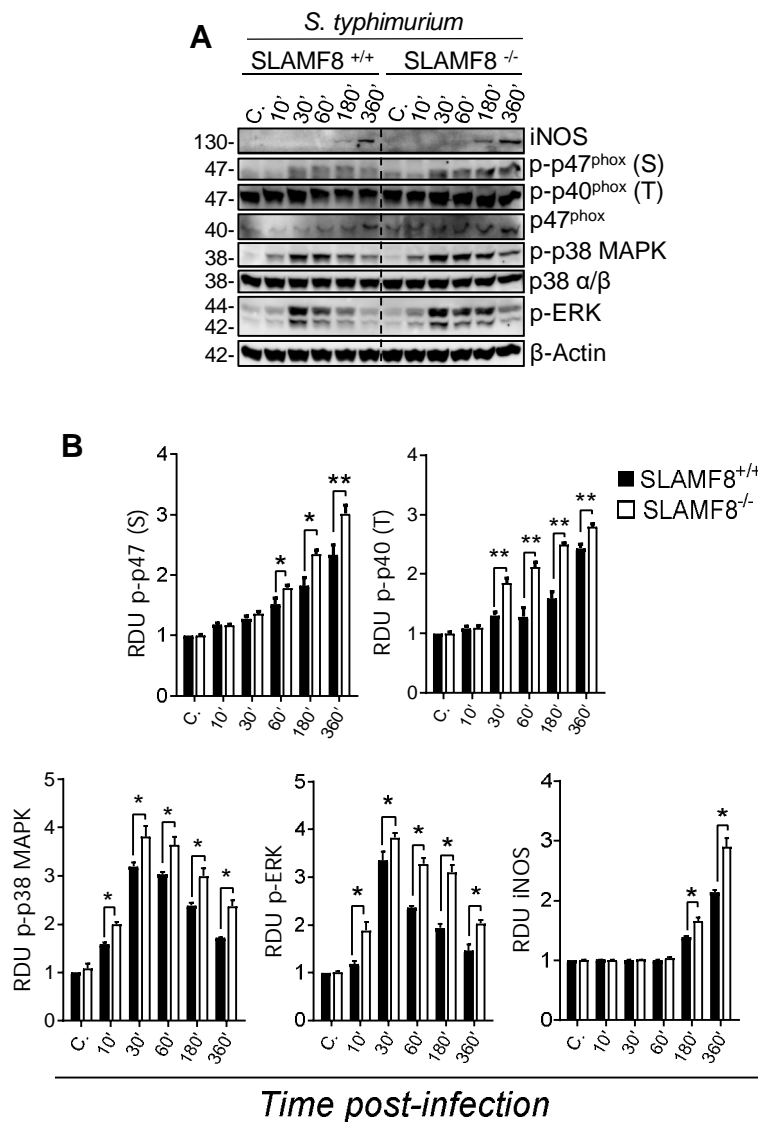 S. typhimurium
A
SLAMF8 +/+ SLAMF8 -/-
C. 10' 30' 60' 180' 360' C. 10' 30' 60' 180' 360'
130- iNOS
47- p-p47phox (S)
47- p-p40phox (T)
40- p47phox
38- p-p38 MAPK
38- p38 α/β
44- p-ERK
42-
42- β-Actin
B
SLAMF8+/+
SLAMF8-/-
RDU p-p47 (S)
4
3
2
1
0
* * **
C. 10' 30' 60' 180' 360'
RDU p-p40 (T)
4
3
2
1
0
** ** ** **
C. 10' 30' 60' 180' 360'
RDU p-p38 MAPK
5
4
3
2
1
0
* * * * *
C. 10' 30' 60' 180' 360'
RDU p-ERK
5
4
3
2
1
0
* * * * *
C. 10' 30' 60' 180' 360'
RDU iNOS
4
3
2
1
0
* *
C. 10' 30' 60' 180' 360'
Time post-infection